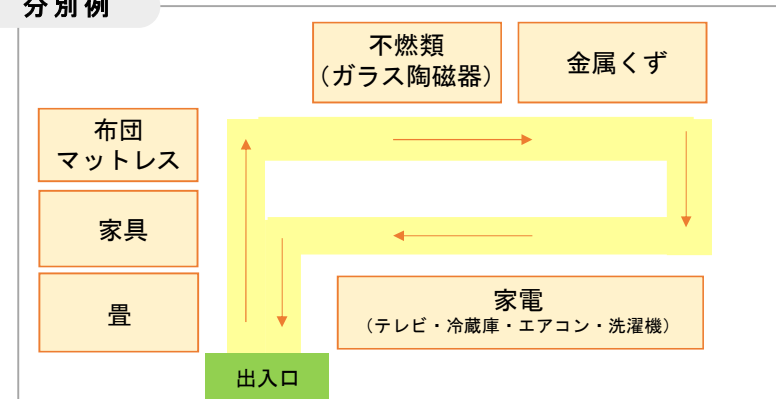 分別例
不燃類
（ガラス陶磁器）
金属くず
布団
マットレス
家具
畳
家電
（テレビ・冷蔵庫・エアコン・洗濯機）
出入口